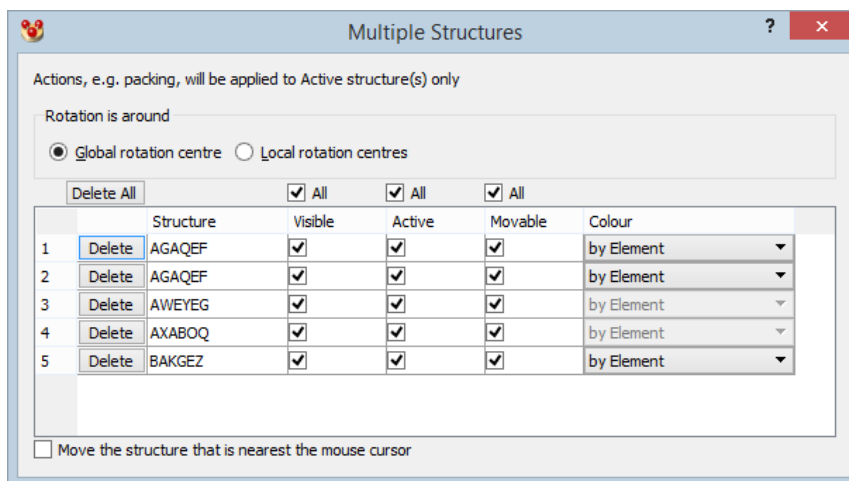 Multiple Structures ?
Actions, e.g. packing, will be applied to Active structure(s) only
Rotation is around
Global rotation centre Local rotation centres
Delete All All All All
Structure Visible Active Movable Colour
1 Delete AGAQEF by Element
2 Delete AGAQEF by Element
3 Delete AWEYEG by Element
4 Delete AXABOQ by Element
5 Delete BAKGEZ by Element
Move the structure that is nearest the mouse cursor